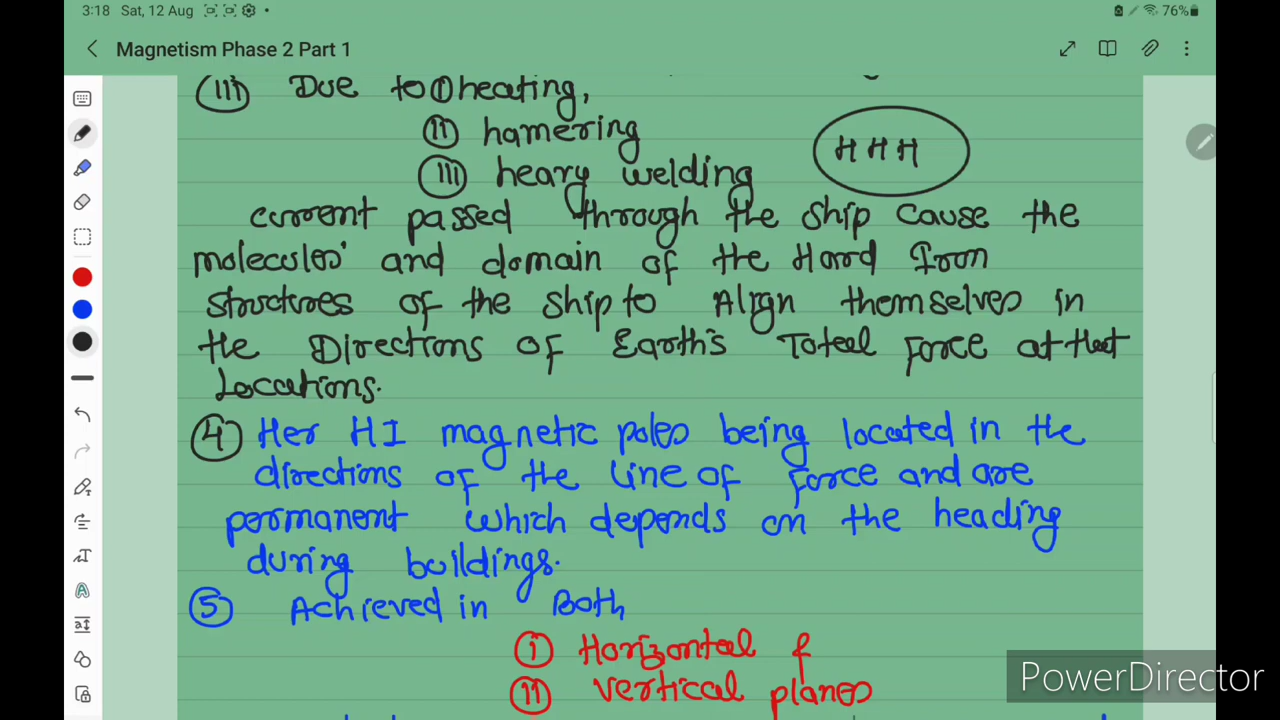 3:18 Sat, 12 Aug
76%
Magnetism Phase 2 Part 1
(III) Due to (I) heating,
(II) hamering
(III) heavy welding
HHH
current passed through the ship cause the
molecules and domain of the Hard Iron
structures of the ship to Align themselves in
the Directions of Earth's Total Force at that
Locations.
(4) Her HI magnetic poles being located in the
directions of the line of force and are
permanent which depends on the heading
during buildings.
(5) Achieved in Both
(i) Horizontal &
(II) vertical planes
PowerDirector